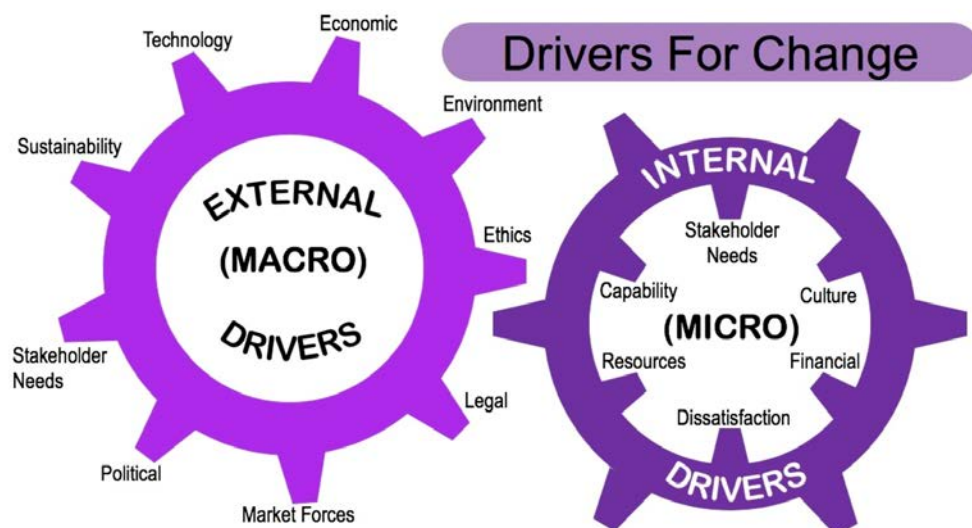 Drivers For Change
Economic
Technology
Environment
Sustainability
EXTERNAL
(MACRO)
DRIVERS
Ethics
Stakeholder
Needs
Legal
Political
Market Forces
INTERNAL
Stakeholder
Needs
Capability
Culture
(MICRO)
Resources
Financial
Dissatisfaction
DRIVERS